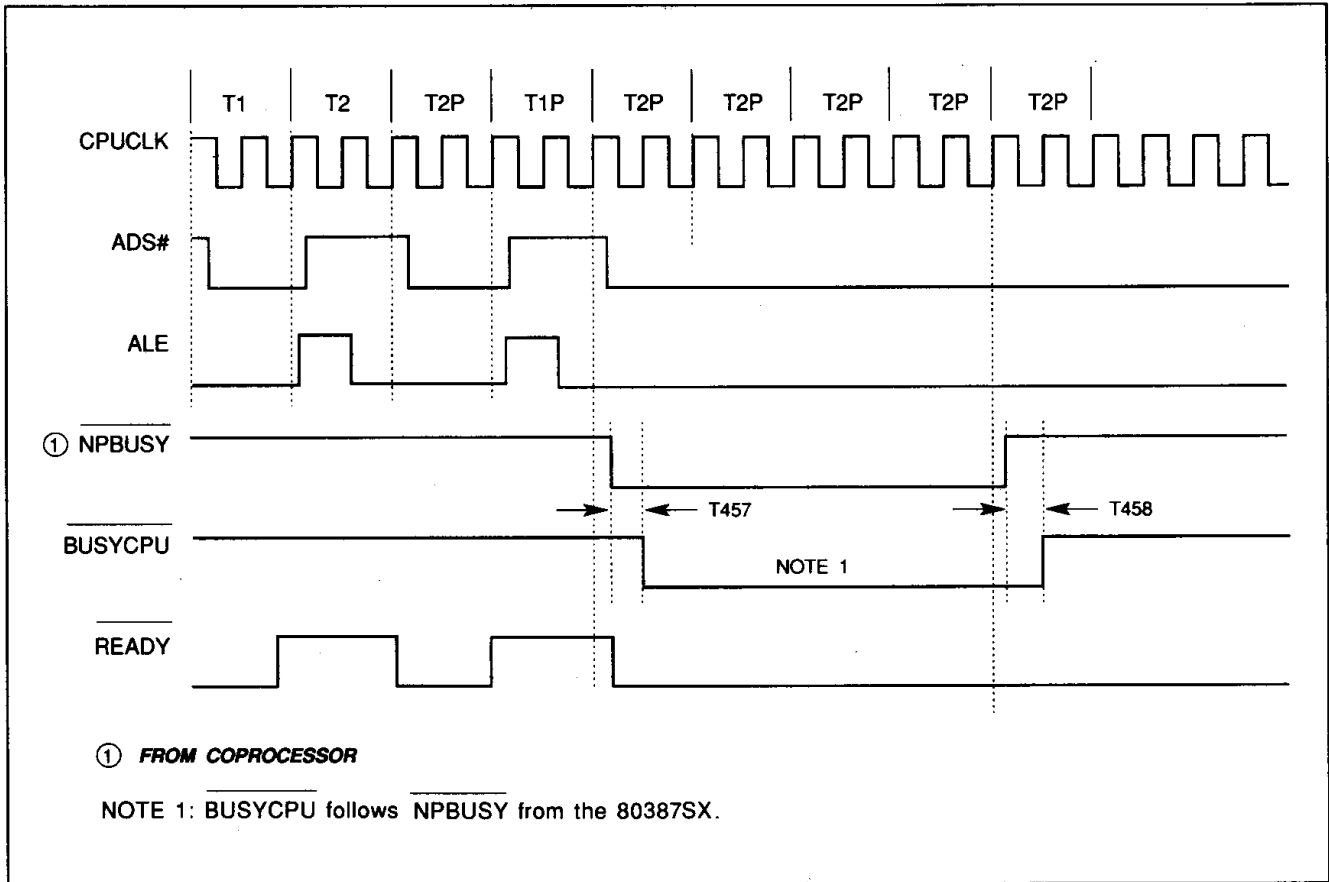 T1 T2 T2P T1P T2P T2P T2P T2P T2P
CPUCLK
ADS#
ALE
① NPBUSY
T457 T458
BUSYCPU
NOTE 1
READY
① FROM COPROCESSOR
NOTE 1: BUSYCPU follows NPBUSY from the 80387SX.